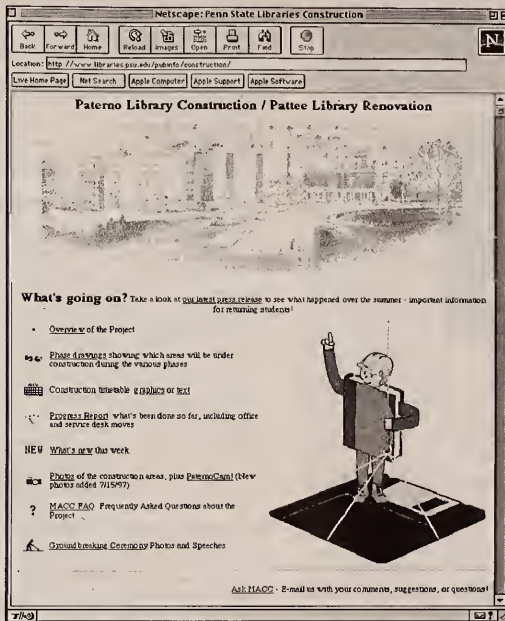 Netscape: Penn State Libraries Construction
Back Forward Home Reload Images Open Print Find Stop
N
Location: http://www.libraries.psu.edu/pubinfo/construction/
Live Home Page Net Search Apple Computer Apple Support Apple Software
Paterno Library Construction / Pattee Library Renovation
What's going on? Take a look at our latest press release to see what happened over the summer - important information
for returning students!
Overview of the Project
Phase drawings showing which areas will be under
construction during the various phases
Construction timetable graphics or text
Progress Report what's been done so far, including office
and service desk moves
NEW What's new this week
Photos of the construction areas, plus PaternoCam! (New
photos added 7/15/97)
? MACC FAQ Frequently Asked Questions about the
Project
Groundbreaking Ceremony Photos and Speeches
Ask MACC - E-mail us with your comments, suggestions, or questions!